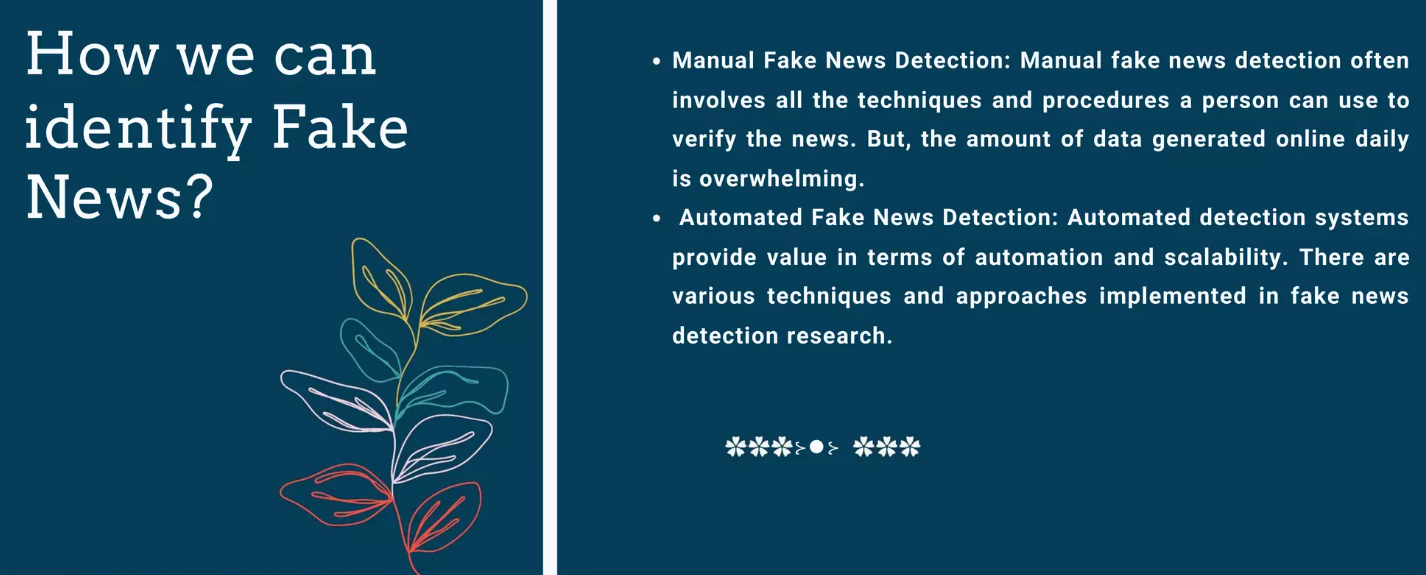 How we can
identify Fake
News?
• Manual Fake News Detection: Manual fake news detection often
involves all the techniques and procedures a person can use to
verify the news. But, the amount of data generated online daily
is overwhelming.
• Automated Fake News Detection: Automated detection systems
provide value in terms of automation and scalability. There are
various techniques and approaches implemented in fake news
detection research.